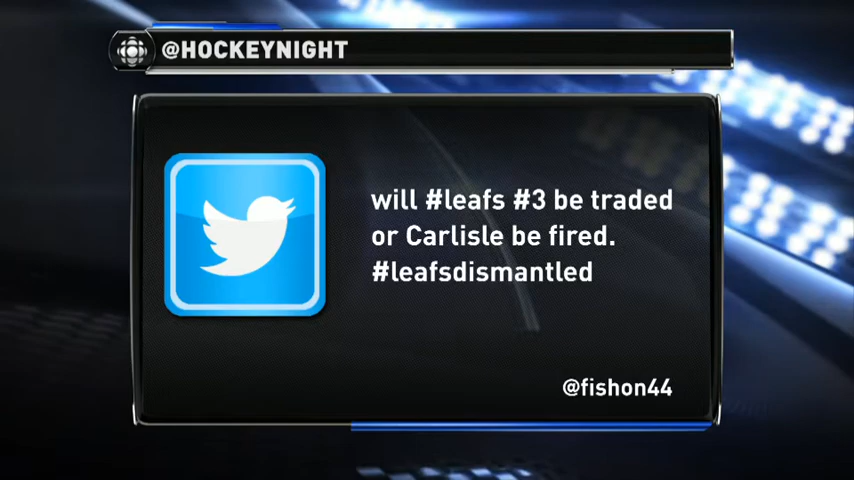 @HOCKEYNIGHT
will #leafs #3 be traded
or Carlisle be fired.
#leafsdismantled
@fishon44